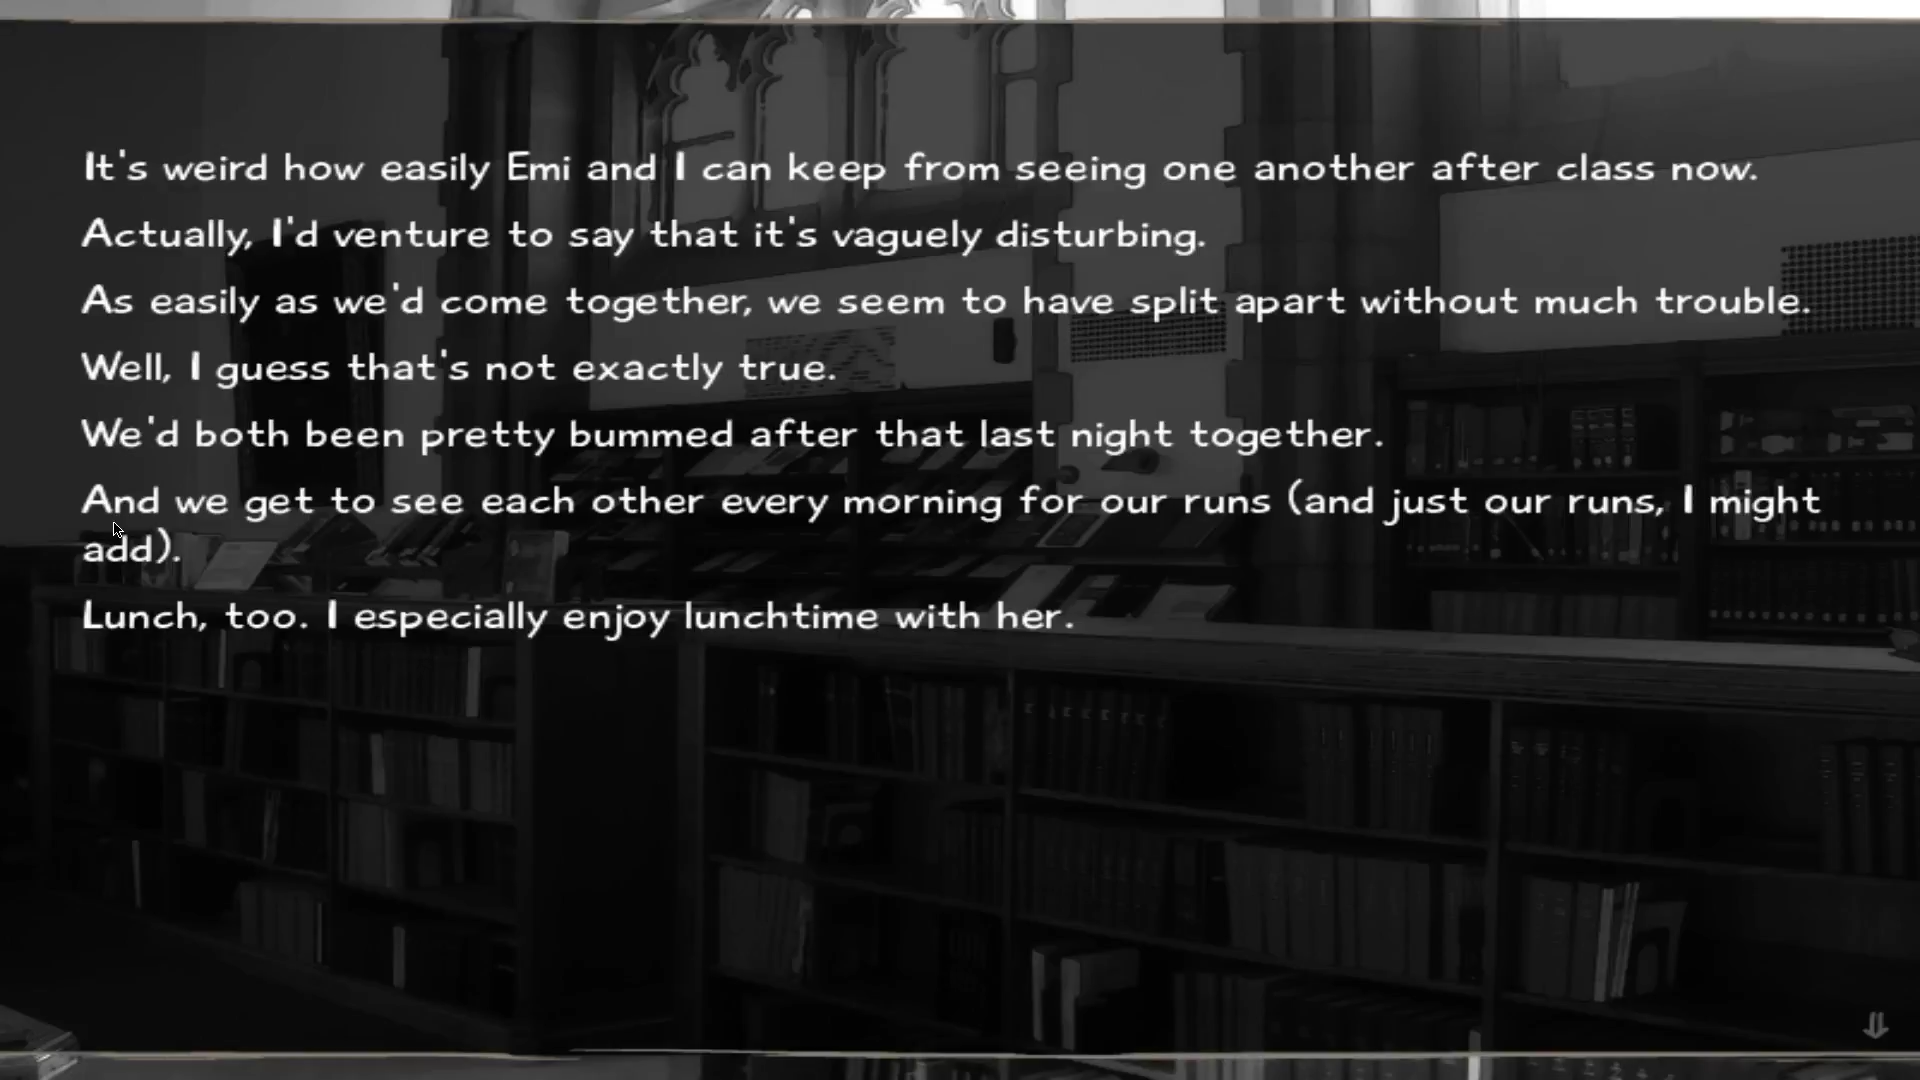 It's weird how easily Emi and I can keep from seeing one another after class now.
Actually, I'd venture to say that it's vaguely disturbing.
As easily as we'd come together, we seem to have split apart without much trouble.
Well, I guess that's not exactly true.
We'd both been pretty bummed after that last night together.
And we get to see each other every morning for our runs (and just our runs, I might
add).
Lunch, too. I especially enjoy lunchtime with her.